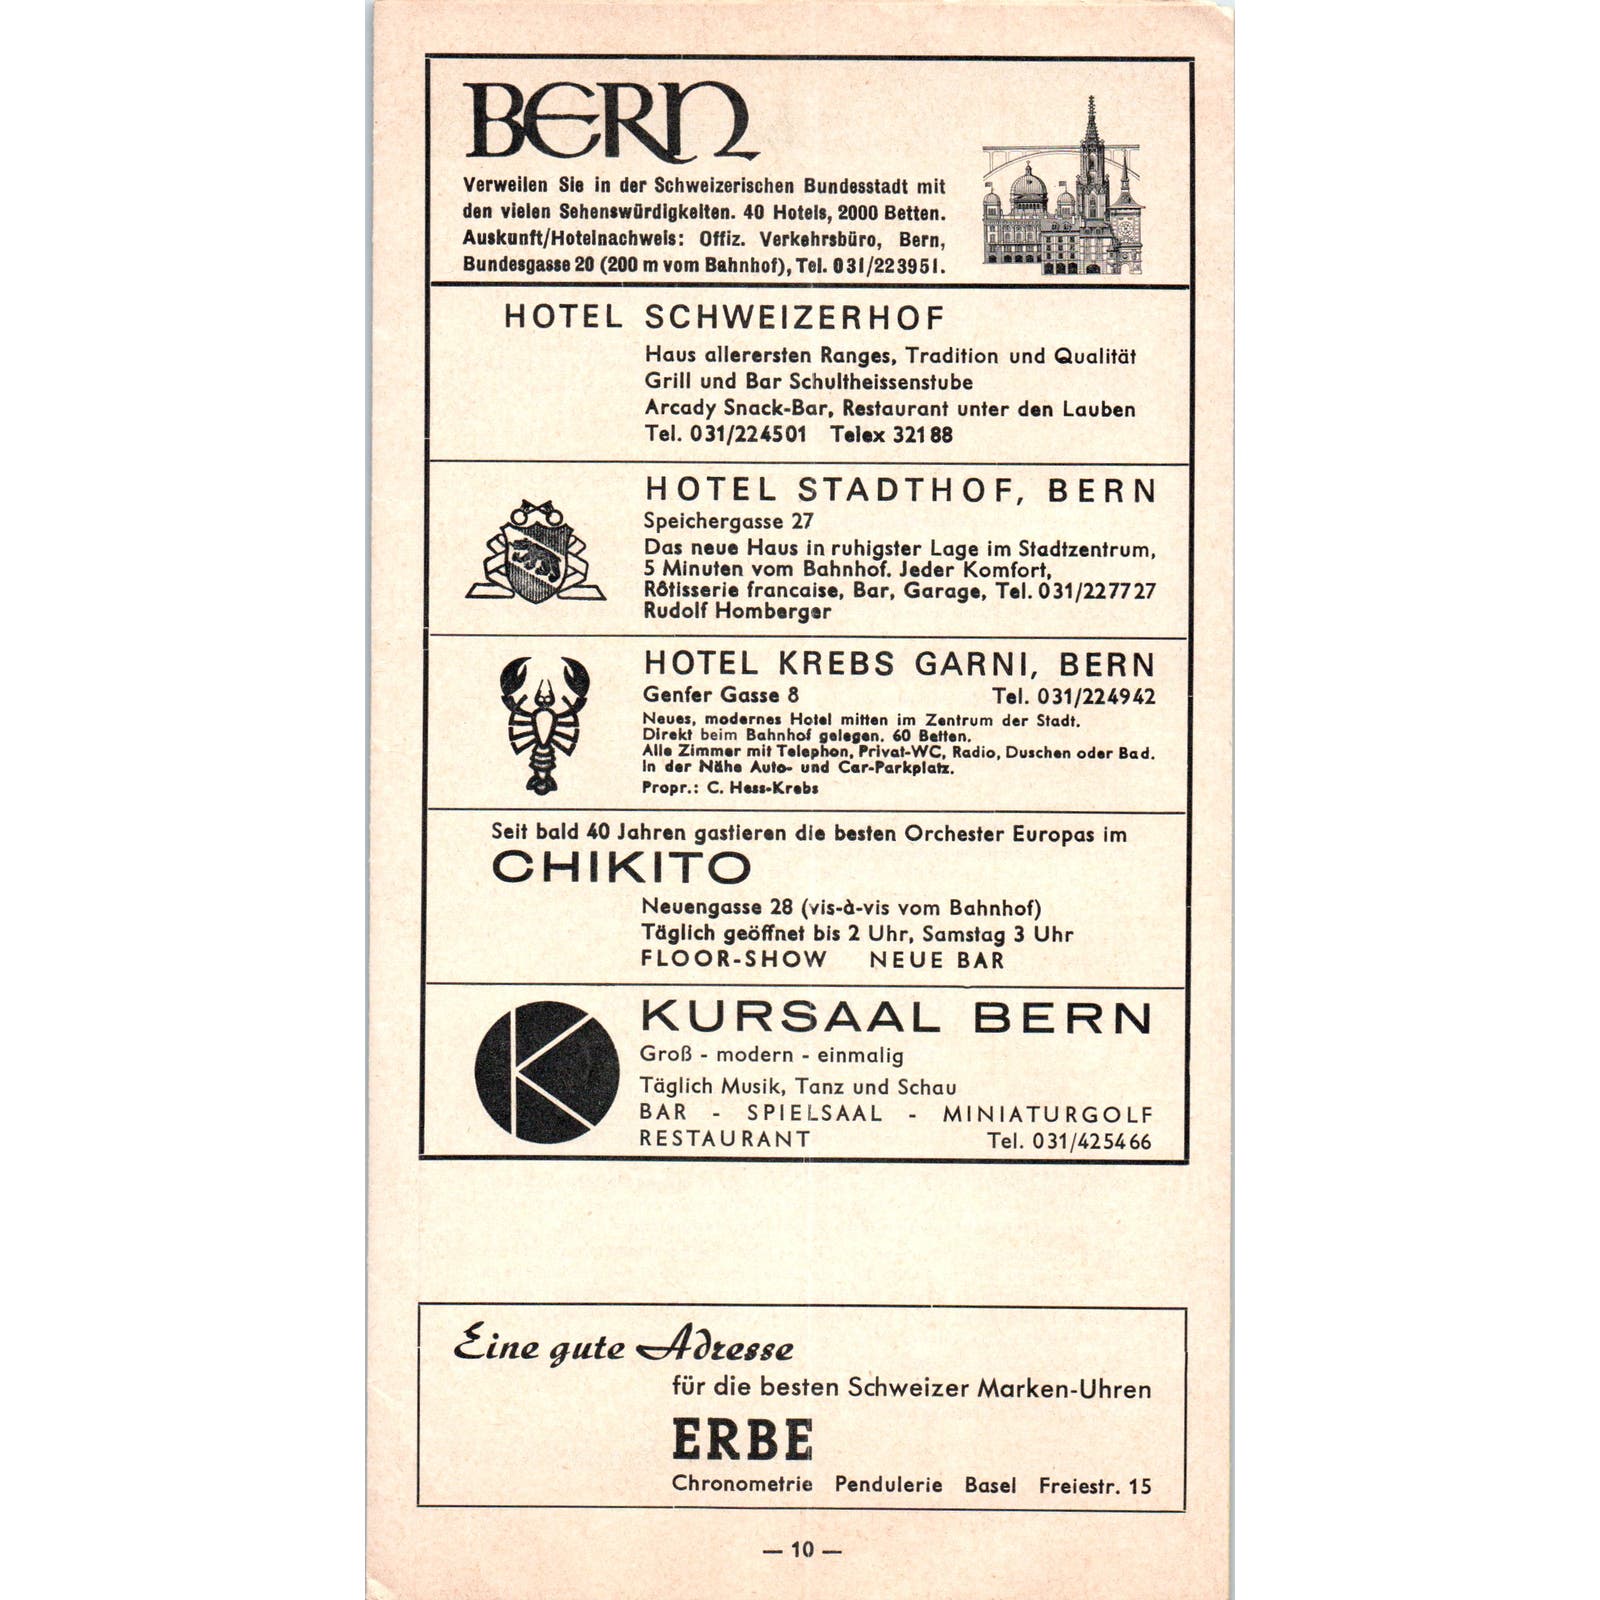 BERN
Verweilen Sie in der Schweizerischen Bundesstadt mit
den vielen Sehenswürdigkeiten. 40 Hotels, 2000 Betten.
Auskunft/Hotelnachweis: Offiz. Verkehrsbüro, Bern,
Bundesgasse 20 (200 m vom Bahnhof), Tel. 031/223951.
HOTEL SCHWEIZERHOF
Haus allerersten Ranges, Tradition und Qualität
Grill und Bar Schultheissenstube
Arcady Snack-Bar, Restaurant unter den Lauben
Tel. 031/224501 Telex 32188
HOTEL STADTHOF, BERN
Speichergasse 27
Das neue Haus in ruhigster Lage im Stadtzentrum,
5 Minuten vom Bahnhof. Jeder Komfort,
Rôtisserie francaise, Bar, Garage, Tel. 031/227727
Rudolf Homberger
HOTEL KREBS GARNI, BERN
Genfer Gasse 8 Tel. 031/224942
Neues, modernes Hotel mitten im Zentrum der Stadt.
Direkt beim Bahnhof gelegen. 60 Betten.
Alle Zimmer mit Telephon, Privat-WC, Radio, Duschen oder Bad.
In der Nähe Auto- und Car-Parkplatz.
Propr.: C. Hess-Krebs
Seit bald 40 Jahren gastieren die besten Orchester Europas im
CHIKITO
Neuengasse 28 (vis-à-vis vom Bahnhof)
Täglich geöffnet bis 2 Uhr, Samstag 3 Uhr
FLOOR-SHOW NEUE BAR
K
KURSAAL BERN
Groß - modern - einmalig
Täglich Musik, Tanz und Schau
BAR - SPIELSAAL - MINIATURGOLF
RESTAURANT Tel. 031/425466
Eine gute Adresse
für die besten Schweizer Marken-Uhren
ERBE
Chronometrie Pendulerie Basel Freiestr. 15
— 10 —